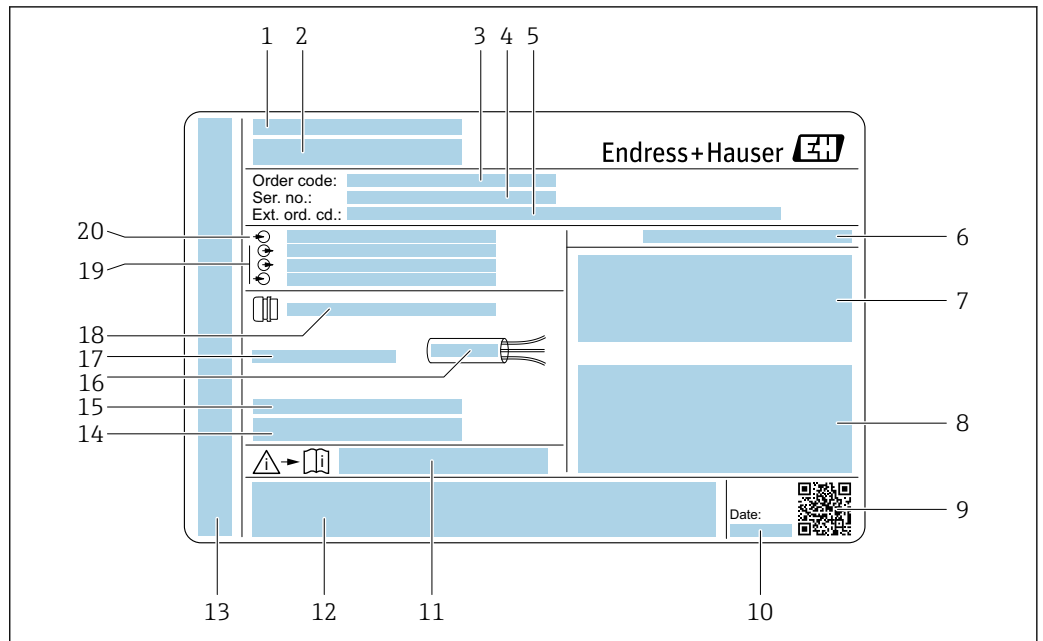 1 2 3 4 5
Endress+Hauser EH
Order code:
Ser. no.:
Ext. ord. cd.:
20
6
19
7
18
17
16
15
14
8
i i
Date:
9
13 12 11 10